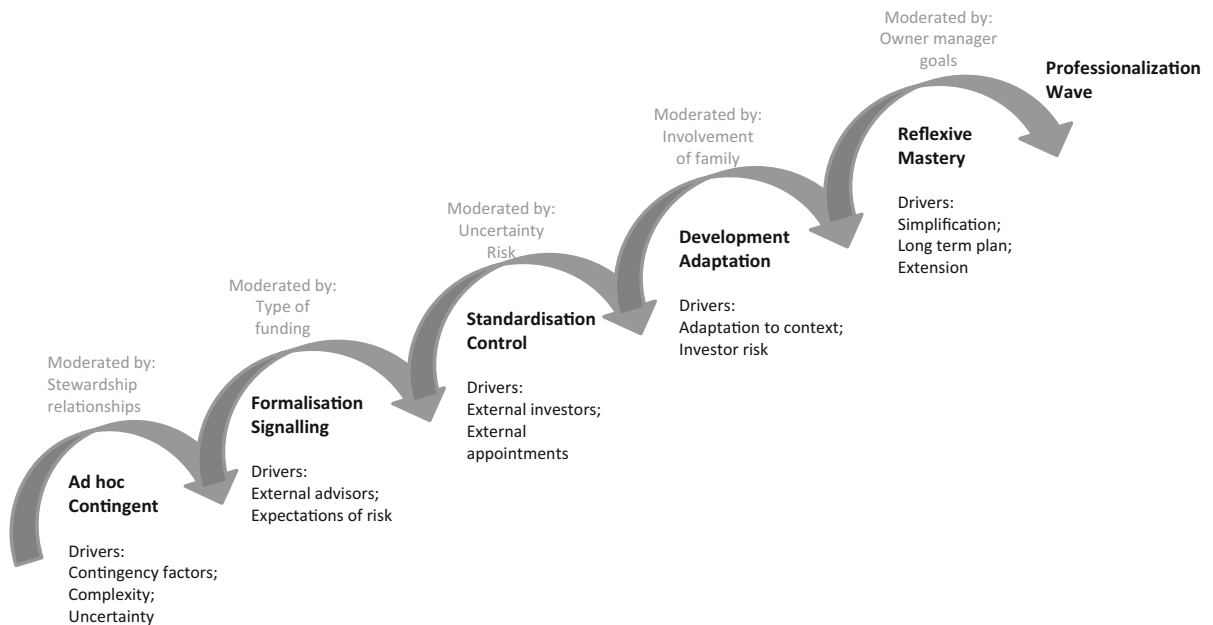 Moderated by:
Stewardship
relationships
Ad hoc
Contingent
Drivers:
Contingency factors;
Complexity;
Uncertainty
Moderated by:
Type of
funding
Formalisation
Signalling
Drivers:
External advisors;
Expectations of risk
Moderated by:
Uncertainty
Risk
Standardisation
Control
Drivers:
External investors;
External
appointments
Moderated by:
Involvement
of family
Development
Adaptation
Drivers:
Adaptation to context;
Investor risk
Moderated by:
Owner manager
goals
Reflexive
Mastery
Drivers:
Simplification;
Long term plan;
Extension
Professionalization
Wave